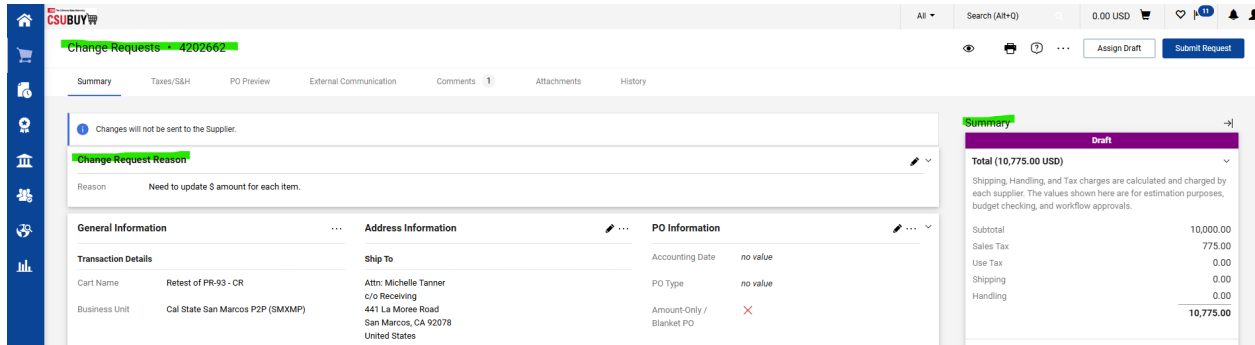 CSUBUY
All
Search (Alt+Q)
0.00 USD
11
Change Requests • 4202662
Assign Draft
Submit Request
Summary
Taxes/S&H
PO Preview
External Communication
Comments 1
Attachments
History
Changes will not be sent to the Supplier.
Change Request Reason
Reason Need to update $ amount for each item.
General Information
Transaction Details
Cart Name Retest of PR-93 - CR
Business Unit Cal State San Marcos P2P (SMXMP)
Address Information
Ship To
Attn: Michelle Tanner
c/o Receiving
441 La Moree Road
San Marcos, CA 92078
United States
PO Information
Accounting Date no value
PO Type no value
Amount-Only /
Blanket PO
Summary
Draft
Total (10,775.00 USD)
Shipping, Handling, and Tax charges are calculated and charged by
each supplier. The values shown here are for estimation purposes,
budget checking, and workflow approvals.
Subtotal 10,000.00
Sales Tax 775.00
Use Tax 0.00
Shipping 0.00
Handling 0.00
10,775.00